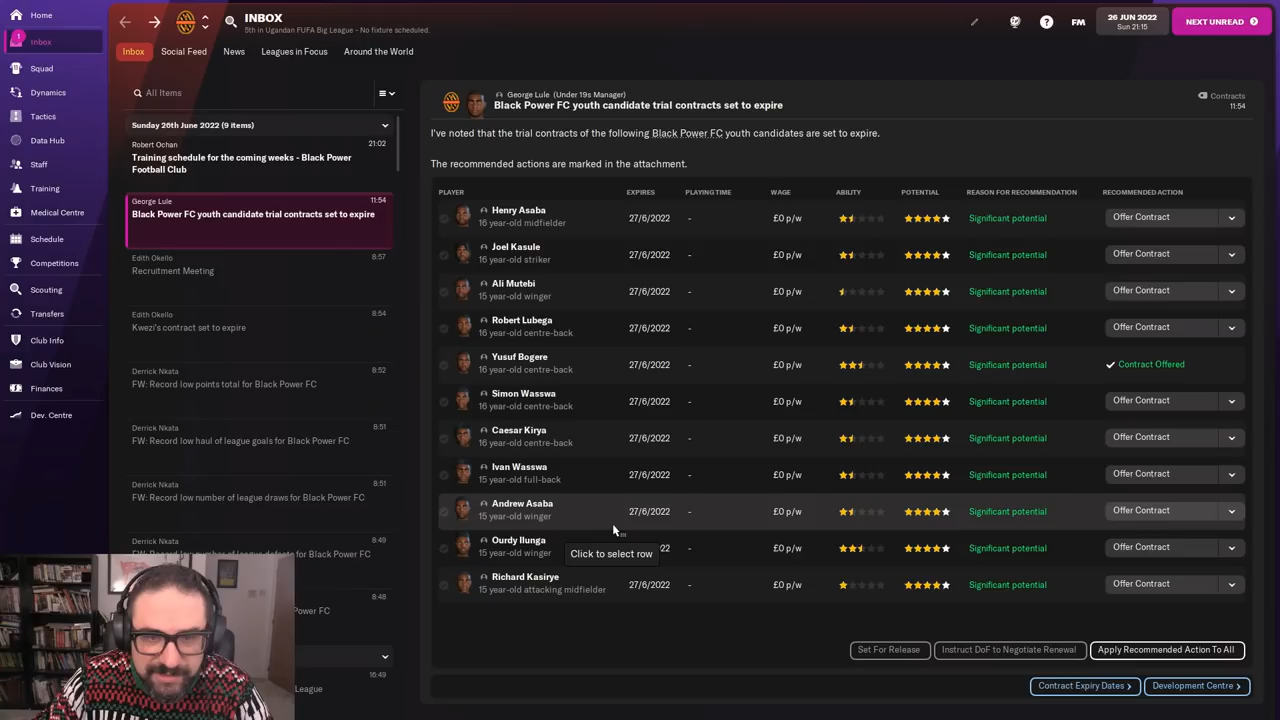 Home
INBOX
5th in Ugandan FUFA Big League - No fixture scheduled.
FM
26 JUN 2022
Sun 21:15
NEXT UNREAD
1
Inbox
Squad
Dynamics
Tactics
Data Hub
Staff
Training
Medical Centre
Schedule
Competitions
Scouting
Transfers
Club Info
Club Vision
Finances
Dev. Centre
Inbox
Social Feed
News
Leagues in Focus
Around the World
All Items
Sunday 26th June 2022 (9 items)
Robert Ochan
21:02
Training schedule for the coming weeks - Black Power
Football Club
George Lule
11:54
Black Power FC youth candidate trial contracts set to expire
Edith Okello
8:57
Recruitment Meeting
Edith Okello
8:54
Kwezi's contract set to expire
Derrick Nkata
8:52
FW: Record low points total for Black Power FC
Derrick Nkata
8:51
FW: Record low haul of league goals for Black Power FC
Derrick Nkata
8:51
FW: Record low number of league draws for Black Power FC
Derrick Nkata
8:49
FW: Record low number of league defeats for Black Power FC
8:48
Power FC
16:49
League
George Lule (Under 19s Manager)
Black Power FC youth candidate trial contracts set to expire
Contracts
11:54
I've noted that the trial contracts of the following Black Power FC youth candidates are set to expire.
The recommended actions are marked in the attachment.
PLAYER EXPIRES PLAYING TIME WAGE ABILITY POTENTIAL REASON FOR RECOMMENDATION RECOMMENDED ACTION
Henry Asaba
16 year-old midfielder
27/6/2022 - £0 p/w Significant potential Offer Contract
Joel Kasule
16 year-old striker
27/6/2022 - £0 p/w Significant potential Offer Contract
Ali Mutebi
15 year-old winger
27/6/2022 - £0 p/w Significant potential Offer Contract
Robert Lubega
16 year-old centre-back
27/6/2022 - £0 p/w Significant potential Offer Contract
Yusuf Bogere
16 year-old centre-back
27/6/2022 - £0 p/w Significant potential Contract Offered
Simon Wasswa
16 year-old centre-back
27/6/2022 - £0 p/w Significant potential Offer Contract
Caesar Kirya
16 year-old centre-back
27/6/2022 - £0 p/w Significant potential Offer Contract
Ivan Wasswa
15 year-old full-back
27/6/2022 - £0 p/w Significant potential Offer Contract
Andrew Asaba
15 year-old winger
27/6/2022 - £0 p/w Significant potential Offer Contract
Ourdy Ilunga
15 year-old winger
22 - £0 p/w Significant potential Offer Contract
Click to select row
Richard Kasirye
15 year-old attacking midfielder
27/6/2022 - £0 p/w Significant potential Offer Contract
Set For Release
Instruct DoF to Negotiate Renewal
Apply Recommended Action To All
Contract Expiry Dates
Development Centre